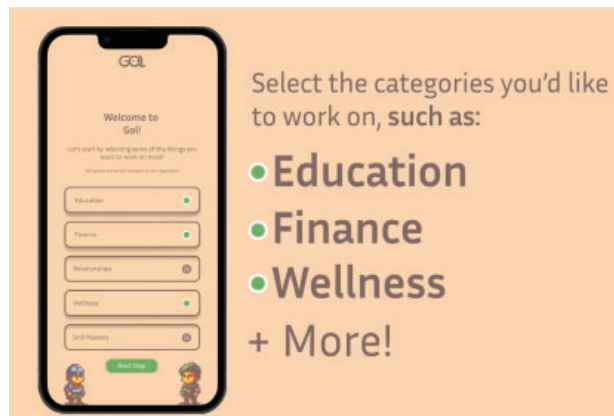 GOL
Welcome to
Gol!
Let's start by selecting some of the things you
want to work on most!
Education
Finance
Relationships
Wellness
Skill Mastery
Next Step
Select the categories you'd like
to work on, such as:
Education
Finance
Wellness
+ More!